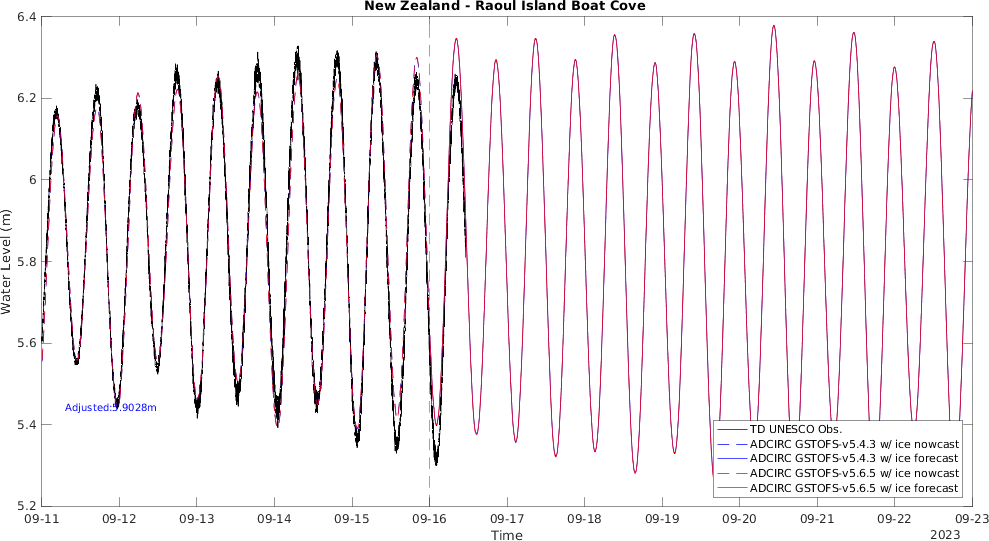 New Zealand - Raoul Island Boat Cove
6.4
6.2
6
5.8
5.6
5.4
5.2
Water Level (m)
Adjusted:5.9028m
TD UNESCO Obs.
ADCIRC GSTOFS-v5.4.3 w/ ice nowcast
ADCIRC GSTOFS-v5.4.3 w/ ice forecast
ADCIRC GSTOFS-v5.6.5 w/ ice nowcast
ADCIRC GSTOFS-v5.6.5 w/ ice forecast
09-11 09-12 09-13 09-14 09-15 09-16 09-17 09-18 09-19 09-20 09-21 09-22 09-23
Time
2023